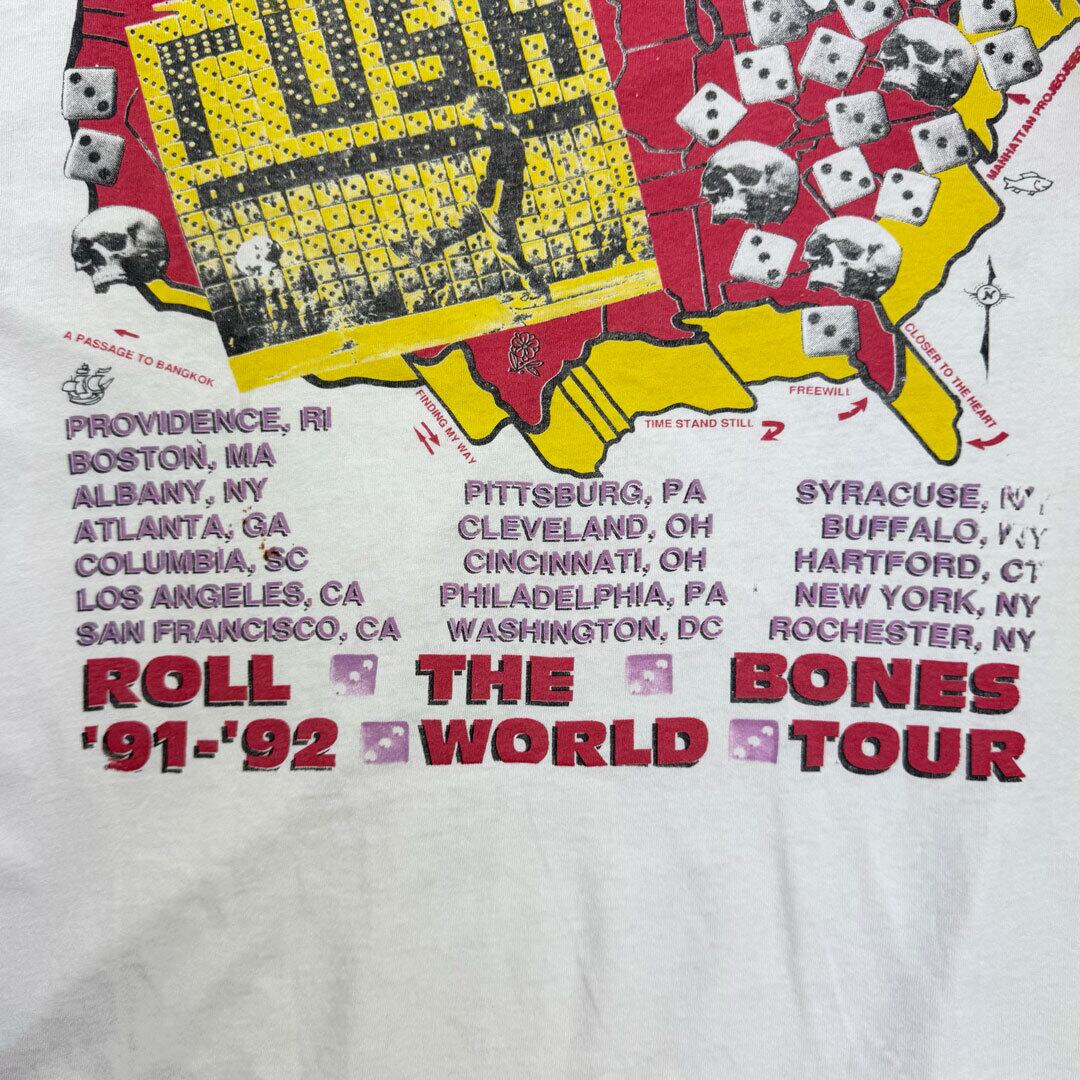 RUSH
MANHATTAN PROJECT
A PASSAGE TO BANGKOK
FINDING MY WAY
TIME STAND STILL
FREEWILL
CLOSER TO THE HEART
N
PROVIDENCE, RI
BOSTON, MA
ALBANY, NY
ATLANTA, GA
COLUMBIA, SC
LOS ANGELES, CA
SAN FRANCISCO, CA
PITTSBURG, PA
CLEVELAND, OH
CINCINNATI, OH
PHILADELPHIA, PA
WASHINGTON, DC
SYRACUSE, NY
BUFFALO, NY
HARTFORD, CT
NEW YORK, NY
ROCHESTER, NY
ROLL THE BONES
'91-'92 WORLD TOUR